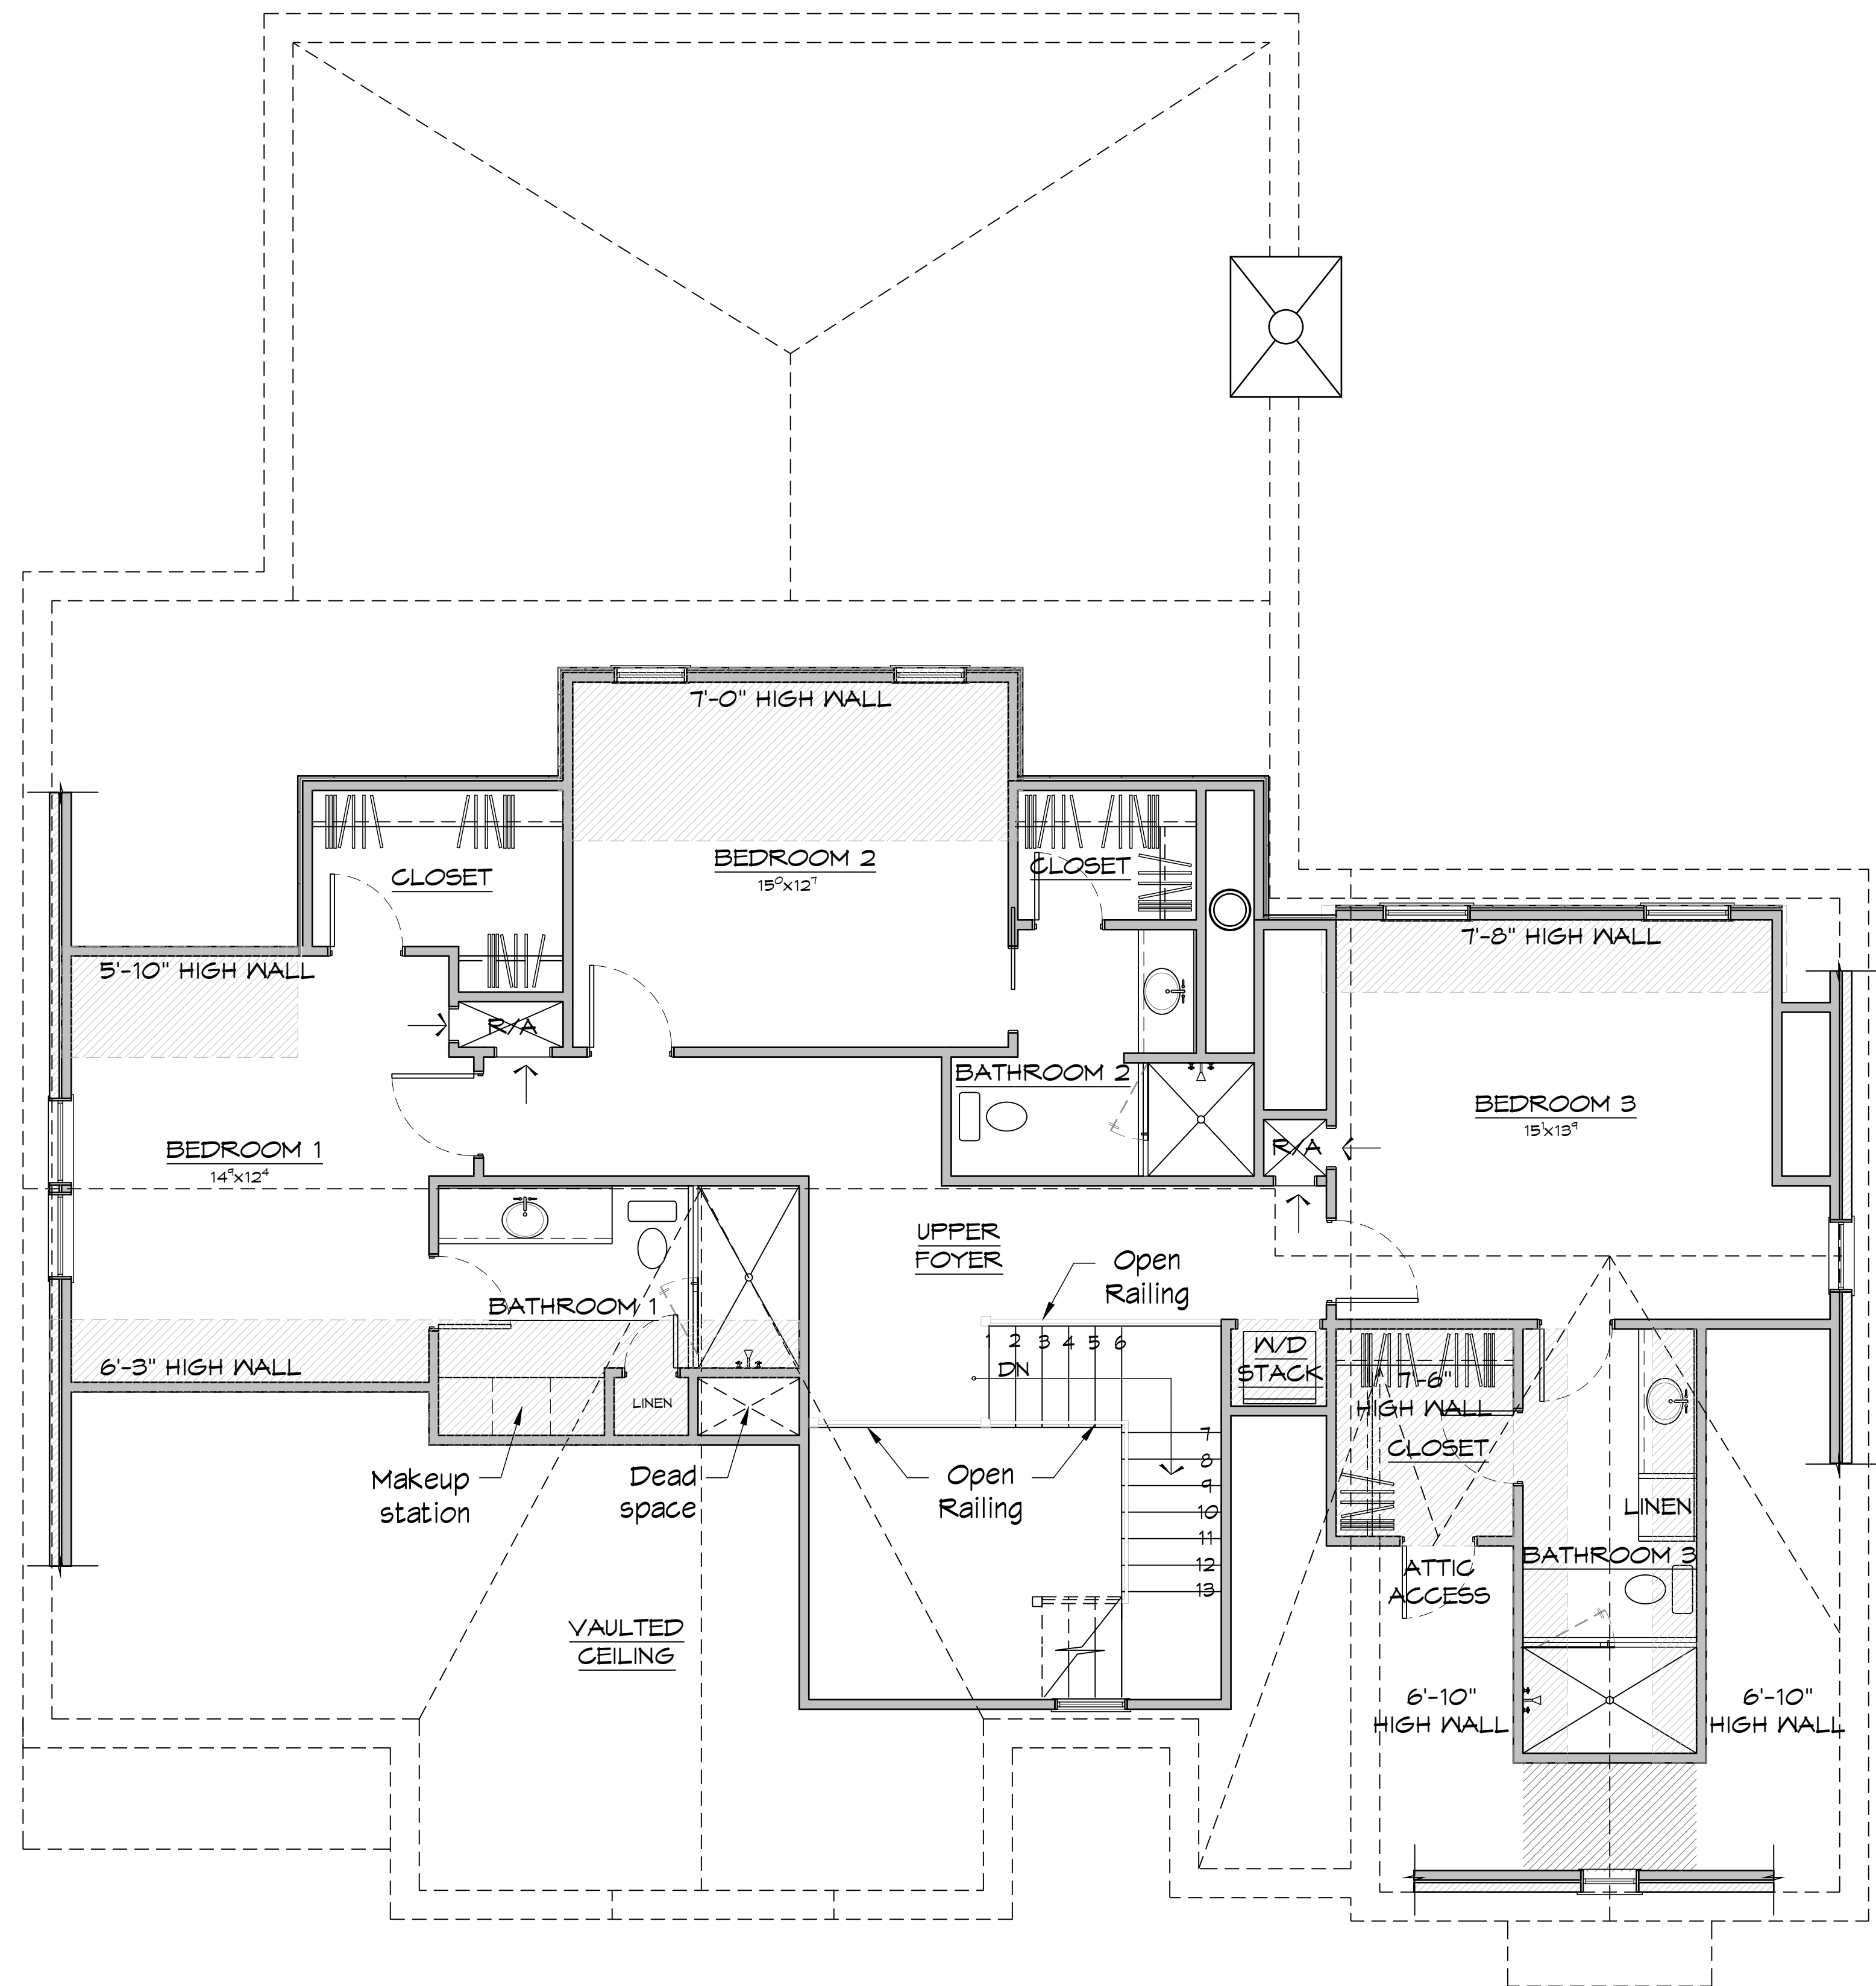 7'-0" HIGH WALL
BEDROOM 2
15⁰x12⁷
CLOSET
CLOSET
7'-8" HIGH WALL
5'-10" HIGH WALL
R/A
BATHROOM 2
BEDROOM 3
15¹x13⁹
R/A
BEDROOM 1
14⁹x12⁴
UPPER
FOYER
Open
Railing
BATHROOM 1
6'-3" HIGH WALL
1 2 3 4 5 6
DN
W/D
STACK
7'-6"
HIGH WALL
CLOSET
LINEN
7
8
9
10
11
12
13
Makeup
station
Dead
space
Open
Railing
LINEN
BATHROOM 3
ATTIC
ACCESS
VAULTED
CEILING
6'-10"
HIGH WALL
6'-10"
HIGH WALL